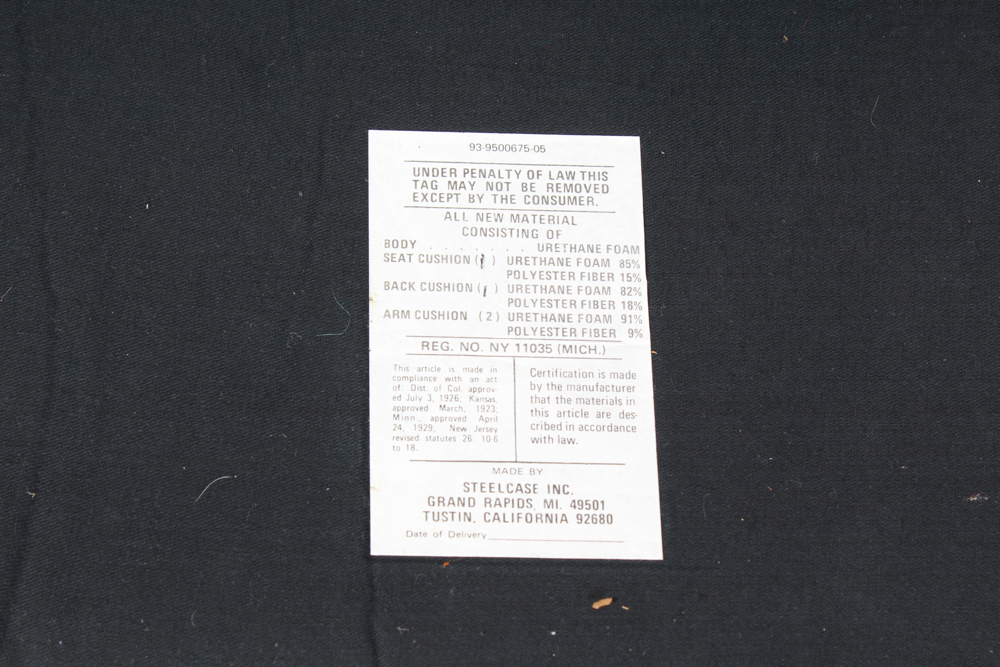 93-9500675-05
UNDER PENALTY OF LAW THIS
TAG MAY NOT BE REMOVED
EXCEPT BY THE CONSUMER.
ALL NEW MATERIAL
CONSISTING OF
BODY . . . . . . . URETHANE FOAM
SEAT CUSHION (1) URETHANE FOAM 85%
POLYESTER FIBER 15%
BACK CUSHION (1) URETHANE FOAM 82%
POLYESTER FIBER 18%
ARM CUSHION (2) URETHANE FOAM 91%
POLYESTER FIBER 9%
REG. NO. NY 11035 (MICH.)
This article is made in
compliance with an act
of: Dist. of Col. approv-
ed July 3, 1926; Kansas,
approved March, 1923;
Minn., approved April
24, 1929; New Jersey
revised statutes 26: 10-6
to 18.
Certification is made
by the manufacturer
that the materials in
this article are des-
cribed in accordance
with law.
MADE BY
STEELCASE INC.
GRAND RAPIDS, MI. 49501
TUSTIN, CALIFORNIA 92680
Date of Delivery